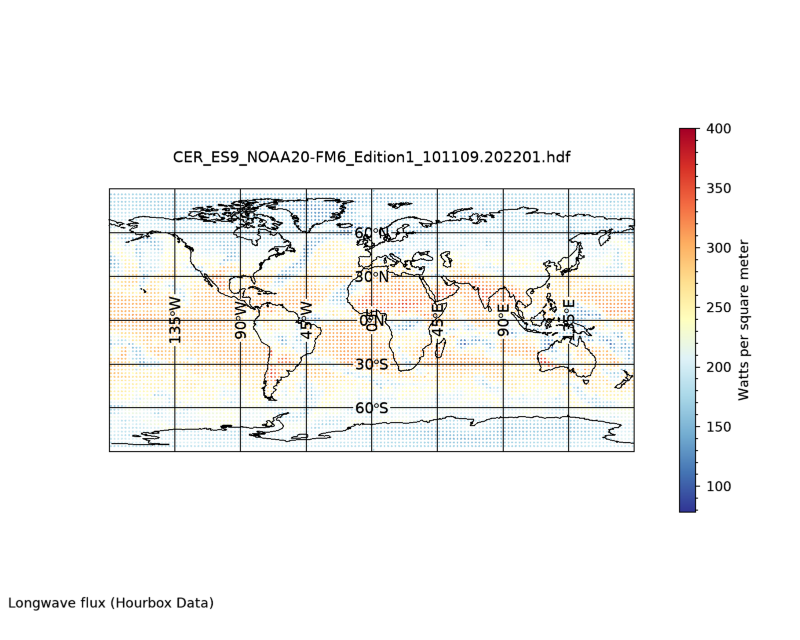 CER_ES9_NOAA20-FM6_Edition1_101109.202201.hdf
400
350
300
250
200
150
100
Watts per square meter
60°N
30°N
0°N
30°S
60°S
135°W
90°W
45°W
0°E
45°E
90°E
135°E
Longwave flux (Hourbox Data)